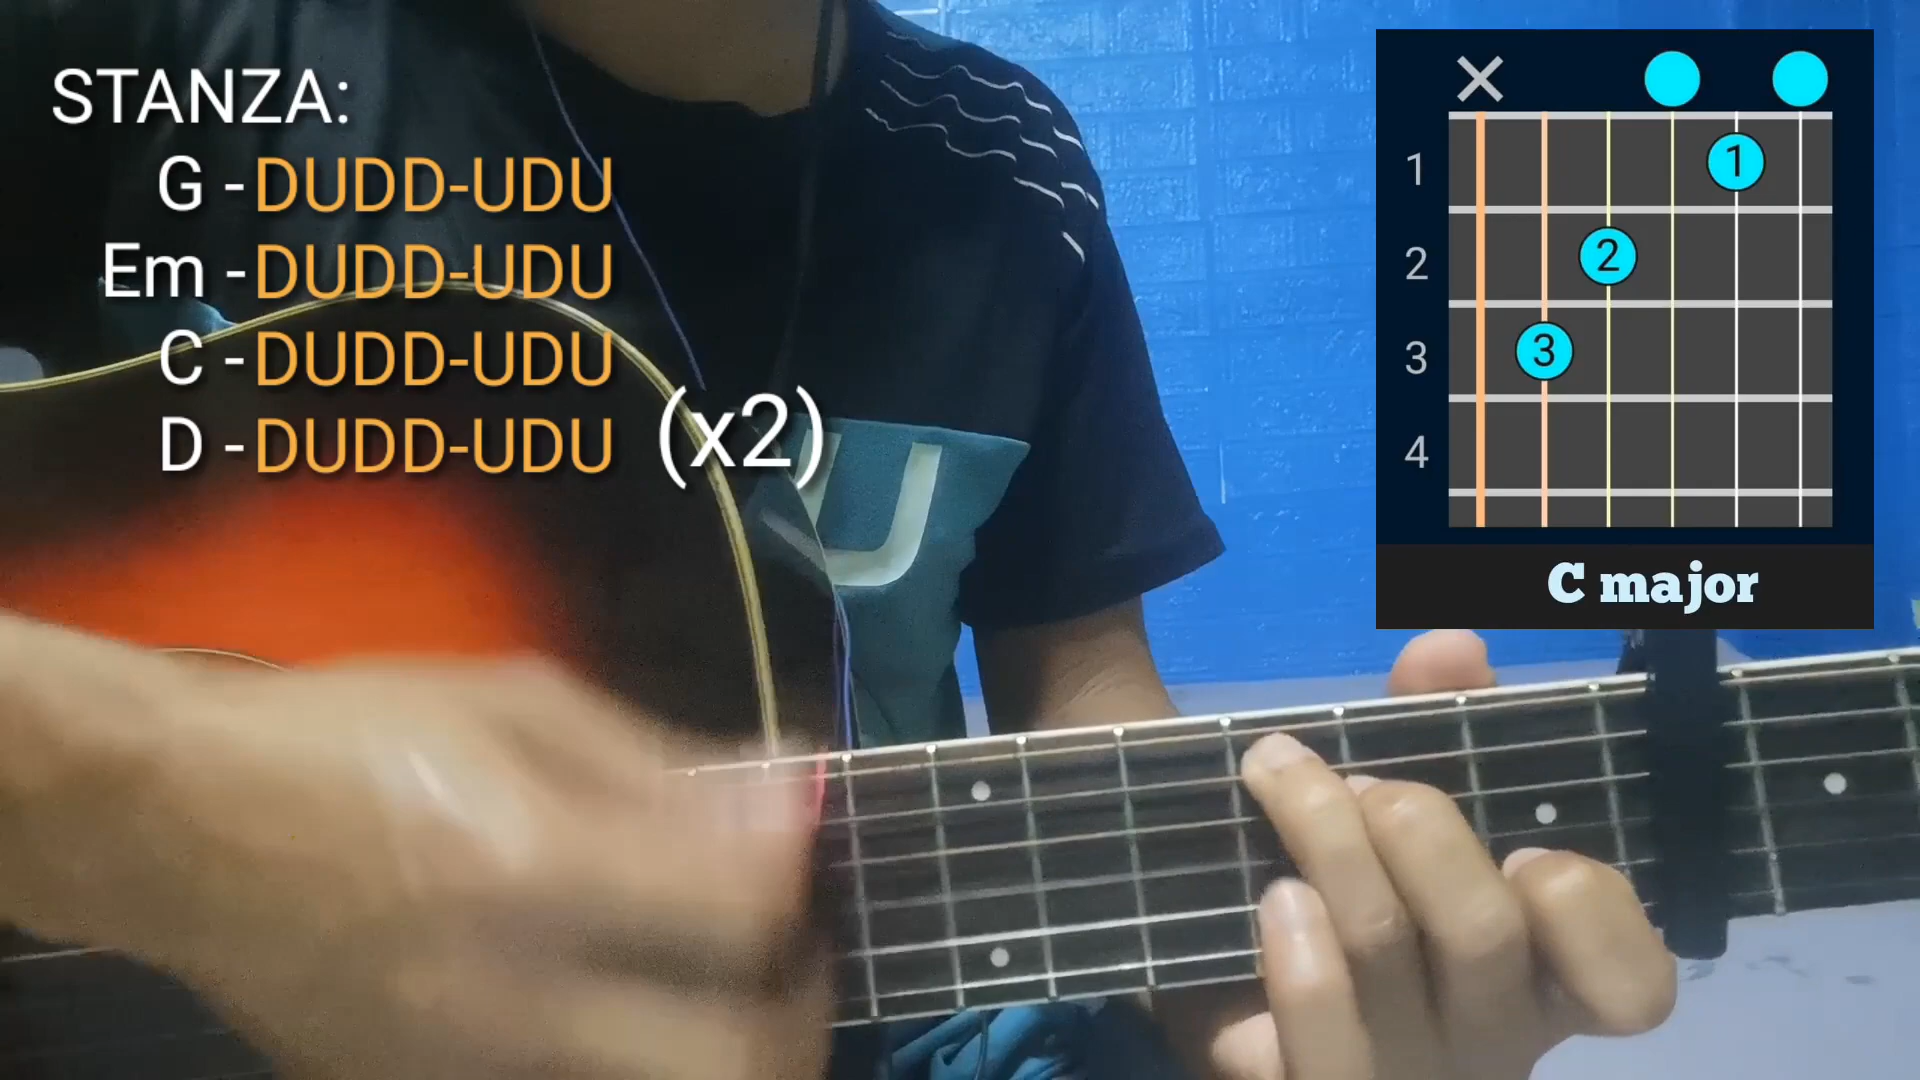 STANZA:
G - DUDD-UDU
Em - DUDD-UDU
C - DUDD-UDU
D - DUDD-UDU (x2)
U
×
1 1
2 2
3 3
4
C major